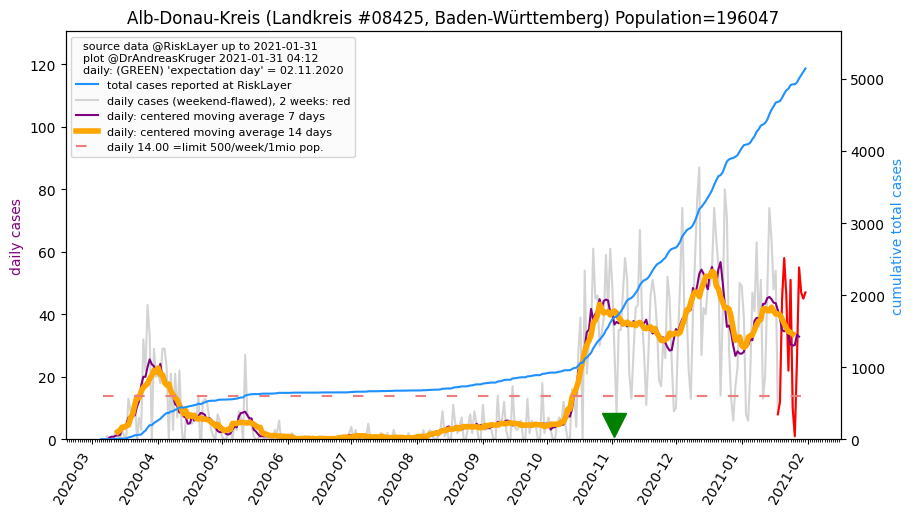 Alb-Donau-Kreis (Landkreis #08425, Baden-Württemberg) Population=196047
source data @RiskLayer up to 2021-01-31
plot @DrAndreasKruger 2021-01-31 04:12
daily: (GREEN) 'expectation day' = 02.11.2020
total cases reported at RiskLayer
daily cases (weekend-flawed), 2 weeks: red
daily: centered moving average 7 days
daily: centered moving average 14 days
daily 14.00 =limit 500/week/1mio pop.
daily cases
120
100
80
60
40
20
0
cumulative total cases
5000
4000
3000
2000
1000
0
2020-03
2020-04
2020-05
2020-06
2020-07
2020-08
2020-09
2020-10
2020-11
2020-12
2021-01
2021-02